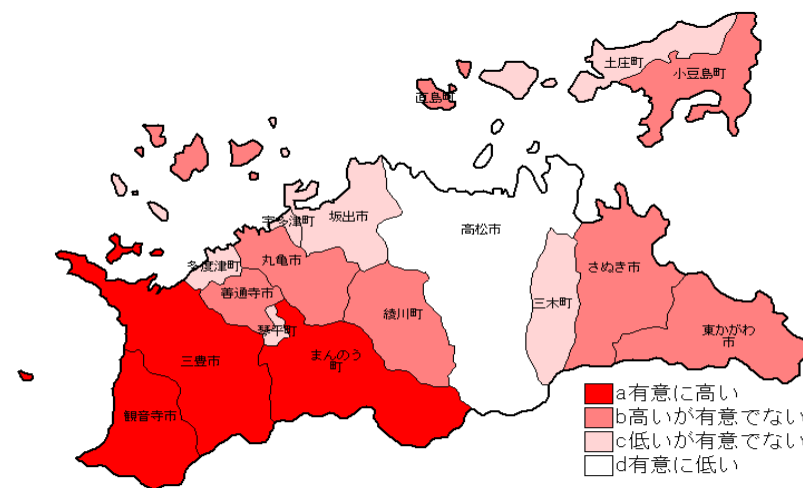 土庄町
小豆島町
直島町
宇多津町
坂出市
高松市
多度津町
丸亀市
さぬき市
善通寺市
綾川町
三木町
琴平町
東かがわ
市
三豊市
まんのう
町
観音寺市
a有意に高い
b高いが有意でない
c低いが有意でない
d有意に低い